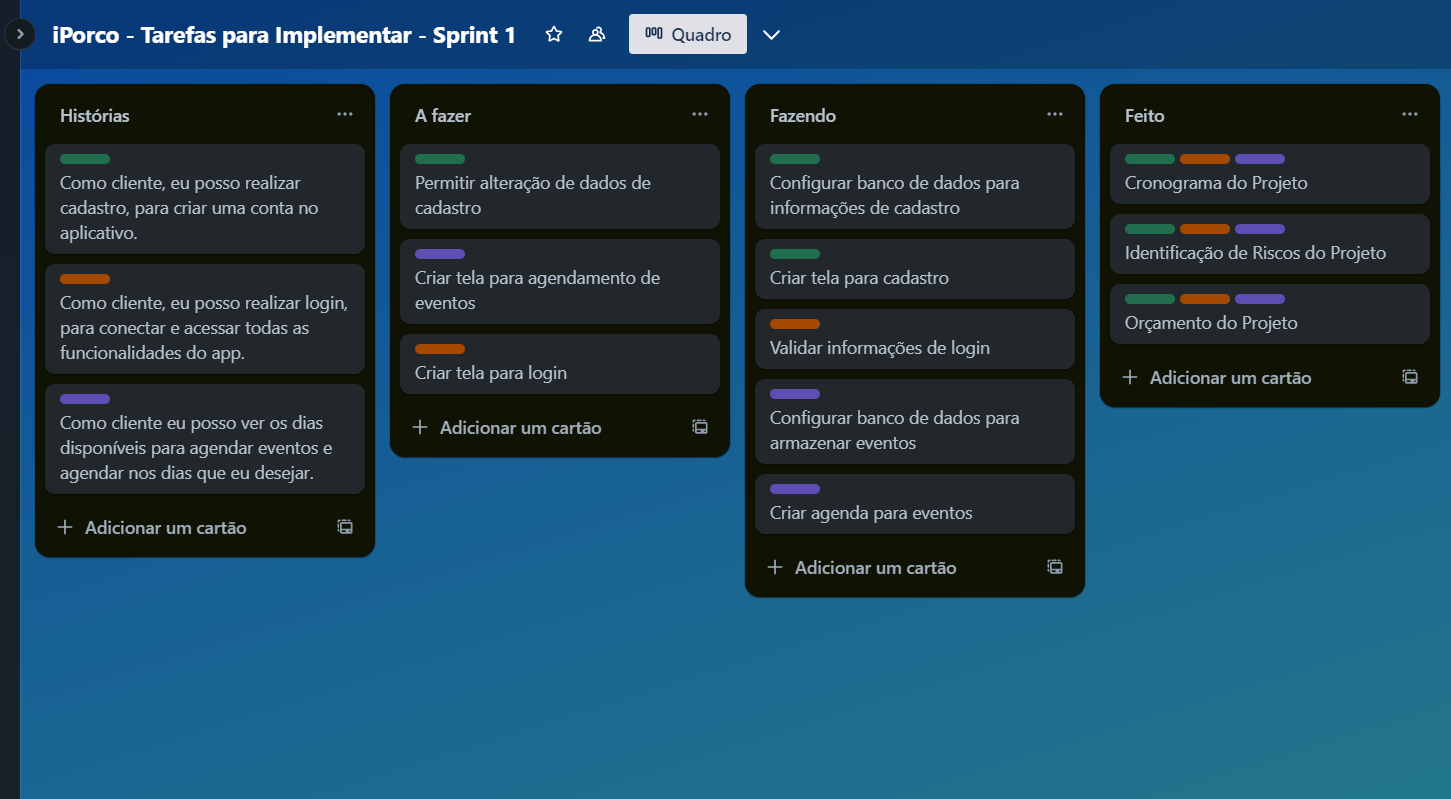 iPorco - Tarefas para Implementar - Sprint 1
Quadro
Histórias
Como cliente, eu posso realizar
cadastro, para criar uma conta no
aplicativo.
Como cliente, eu posso realizar login,
para conectar e acessar todas as
funcionalidades do app.
Como cliente eu posso ver os dias
disponíveis para agendar eventos e
agendar nos dias que eu desejar.
Adicionar um cartão
A fazer
Permitir alteração de dados de
cadastro
Criar tela para agendamento de
eventos
Criar tela para login
Adicionar um cartão
Fazendo
Configurar banco de dados para
informações de cadastro
Criar tela para cadastro
Validar informações de login
Configurar banco de dados para
armazenar eventos
Criar agenda para eventos
Adicionar um cartão
Feito
Cronograma do Projeto
Identificação de Riscos do Projeto
Orçamento do Projeto
Adicionar um cartão